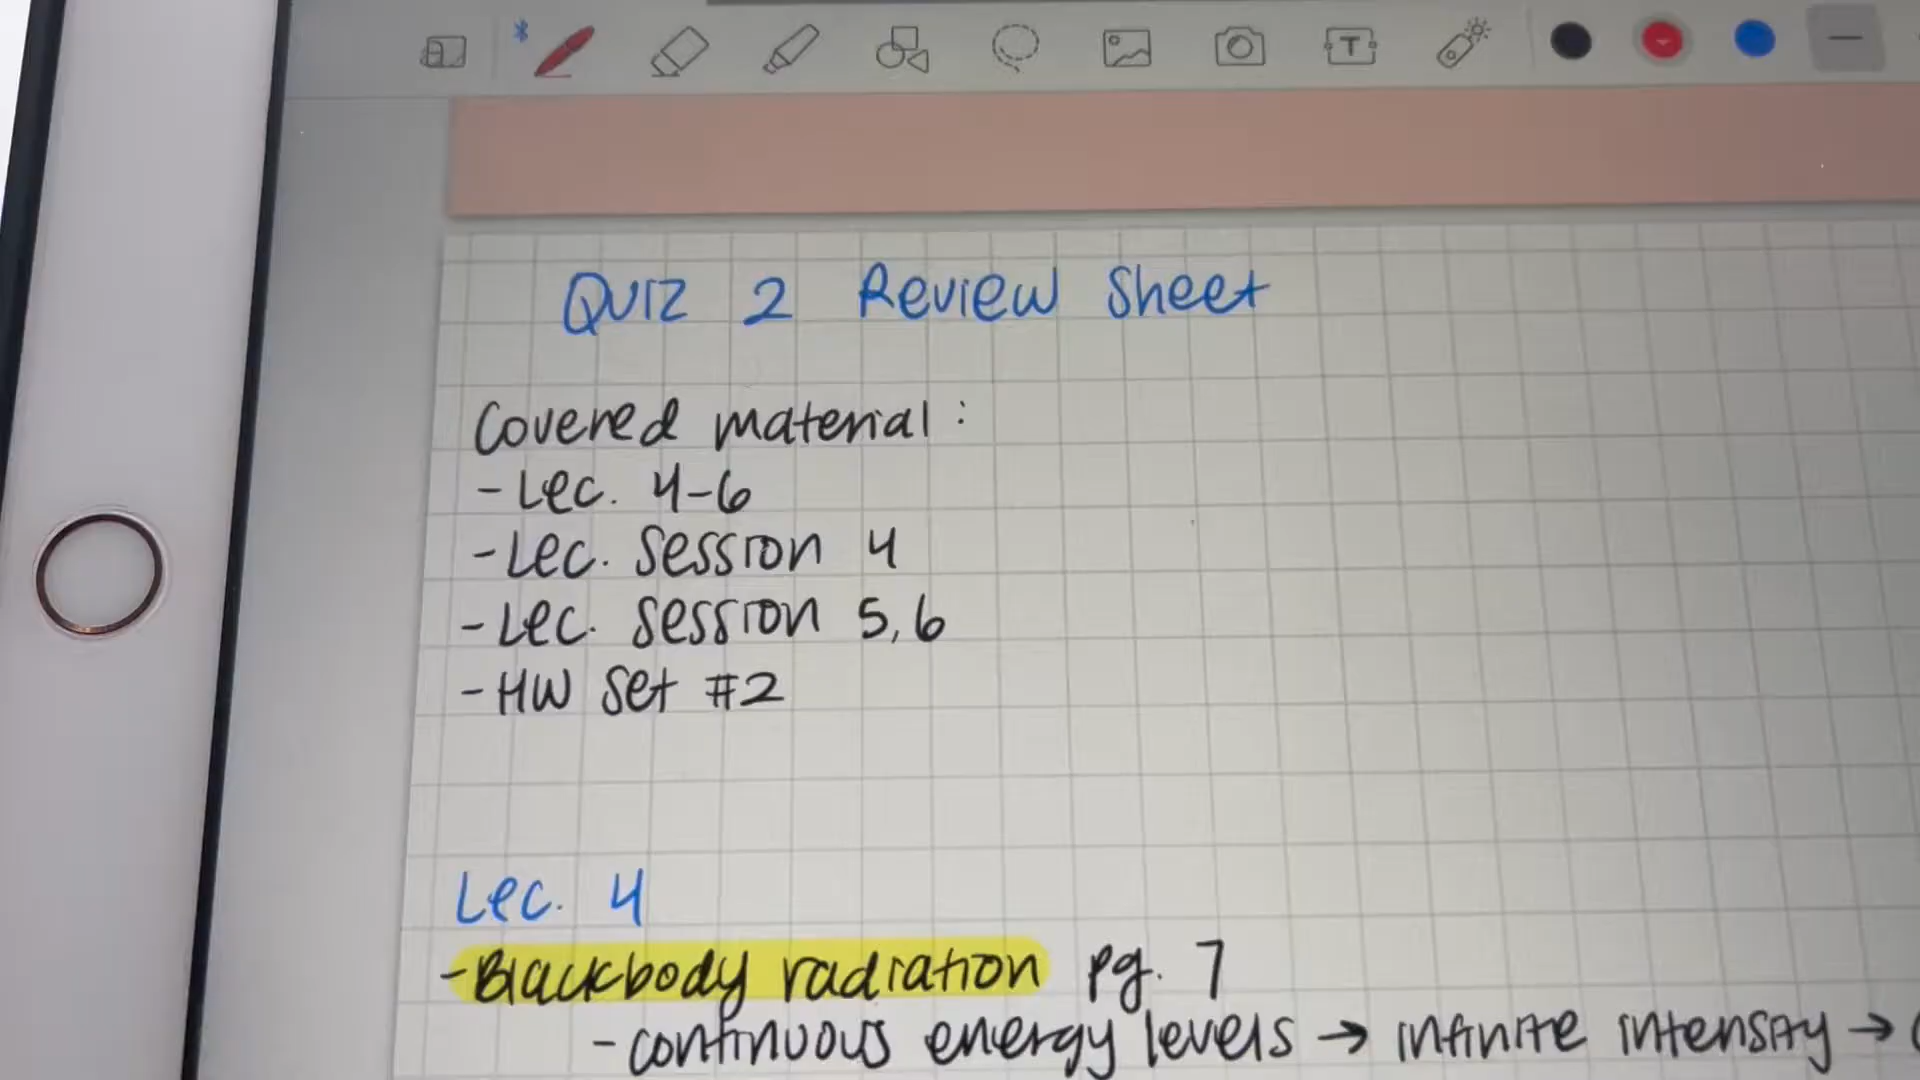 Quiz 2 Review Sheet
Covered material:
- Lec. 4-6
- Lec. Session 4
- Lec. Session 5,6
- HW Set #2
Lec. 4
- Blackbody radiation pg. 7
- continuous energy levels → infinite intensity →